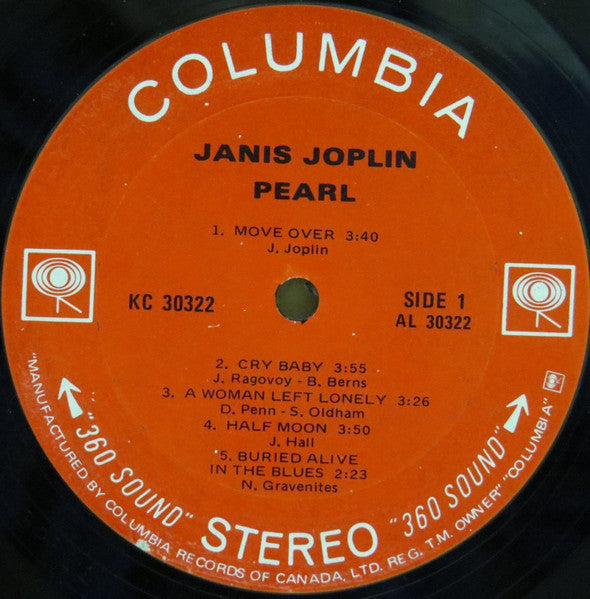 COLUMBIA
JANIS JOPLIN
PEARL
1. MOVE OVER 3:40
J. Joplin
KC 30322
SIDE 1
AL 30322
2. CRY BABY 3:55
J. Ragovoy - B. Berns
3. A WOMAN LEFT LONELY 3:26
D. Penn - S. Oldham
4. HALF MOON 3:50
J. Hall
5. BURIED ALIVE
IN THE BLUES 2:23
N. Gravenites
"360 SOUND" STEREO "360 SOUND"
"MANUFACTURED BY COLUMBIA RECORDS OF CANADA, LTD. REG. T.M. OWNER" "COLUMBIA"